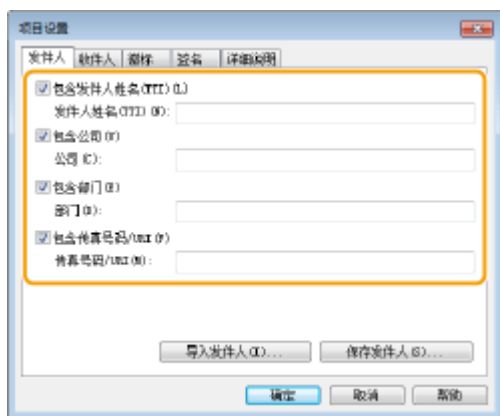 项目设置
发件人 收件人 徽标 签名 详细说明
包含发件人姓名(TTI)(L)
发件人姓名(TTI)(N):
包含公司(Y)
公司(C):
包含部门(E)
部门(D):
包含传真号码/URI(F)
传真号码/URI(M):
导入发件人(I)... 保存发件人(S)...
确定 取消 帮助